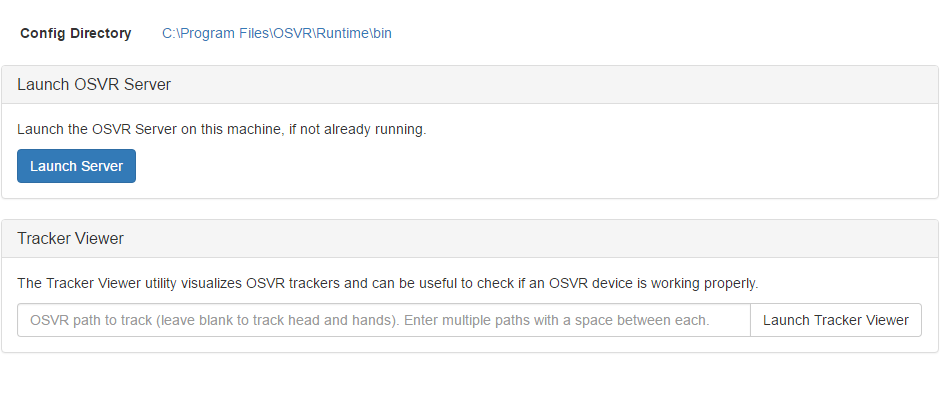 Config Directory C:\Program Files\OSVR\Runtime\bin
Launch OSVR Server
Launch the OSVR Server on this machine, if not already running.
Launch Server
Tracker Viewer
The Tracker Viewer utility visualizes OSVR trackers and can be useful to check if an OSVR device is working properly.
OSVR path to track (leave blank to track head and hands). Enter multiple paths with a space between each. Launch Tracker Viewer